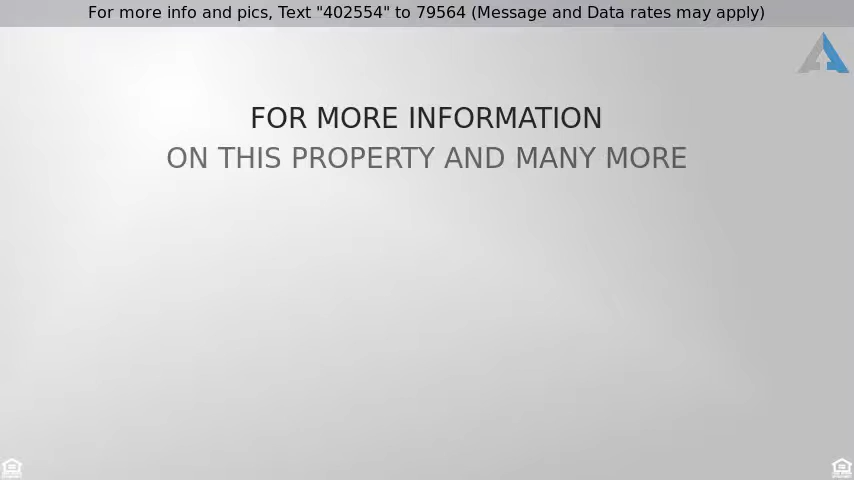 For more info and pics, Text "402554" to 79564 (Message and Data rates may apply)
FOR MORE INFORMATION
ON THIS PROPERTY AND MANY MORE